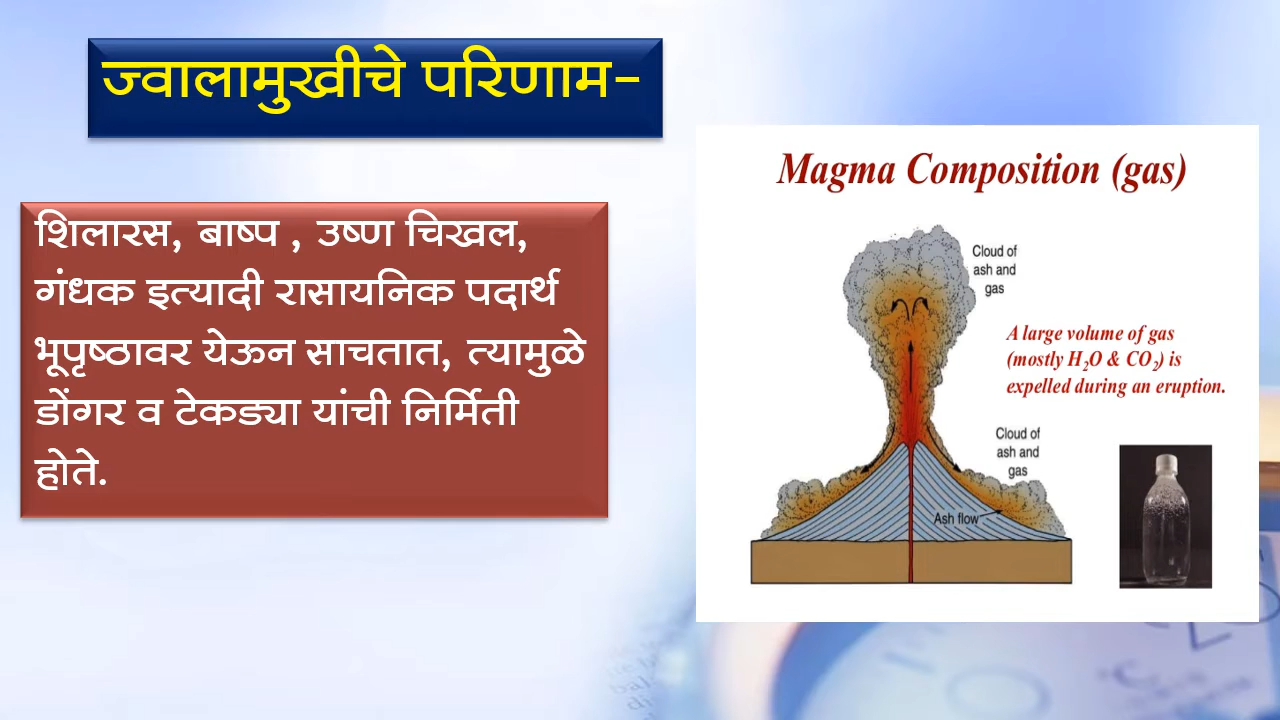 ज्वालामुखीचे परिणाम-
शिलारस, बाष्प , उष्ण चिखल,
गंधक इत्यादी रासायनिक पदार्थ
भूपृष्ठावर येऊन साचतात, त्यामुळे
डोंगर व टेकड्या यांची निर्मिती
होते.
Magma Composition (gas)
Cloud of
ash and
gas
A large volume of gas
(mostly H₂O & CO₂) is
expelled during an eruption.
Cloud of
ash and
gas
Ash flow